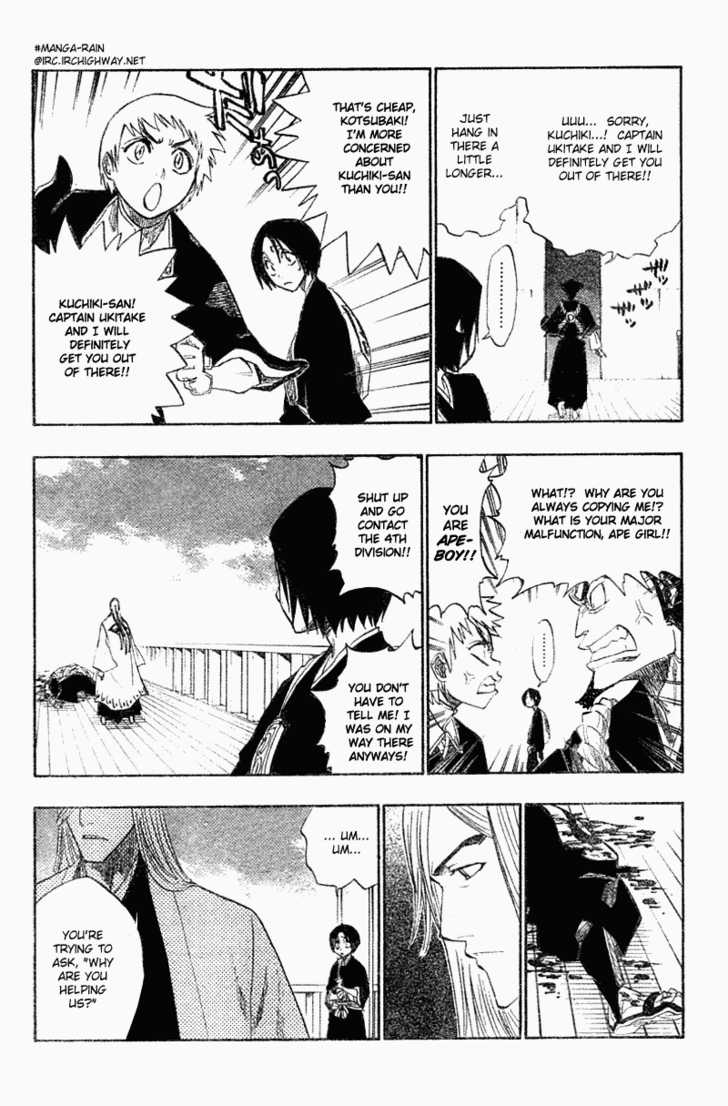 #MANGA-RAIN
@IRC.IRCHIGHWAY.NET
UUU... SORRY,
KUCHIKI...! CAPTAIN
UKITAKE AND I WILL
DEFINITELY GET YOU
OUT OF THERE!!
JUST
HANG IN
THERE A
LITTLE
LONGER...
THAT'S CHEAP,
KOTSUBAKI!
I'M MORE
CONCERNED
ABOUT
KUCHIKI-SAN
THAN YOU!!
KUCHIKI-SAN!
CAPTAIN UKITAKE
AND I WILL
DEFINITELY
GET YOU OUT
OF THERE!!
WHAT!? WHY ARE YOU
ALWAYS COPYING ME!?
WHAT IS YOUR MAJOR
MALFUNCTION, APE GIRL!!
YOU
ARE
APE-
BOY!!
SHUT UP
AND GO
CONTACT
THE 4TH
DIVISION!!
YOU DON'T
HAVE TO
TELL ME! I
WAS ON MY
WAY THERE
ANYWAYS!
... UM...
UM...
YOU'RE
TRYING TO
ASK, "WHY
ARE YOU
HELPING
US?"